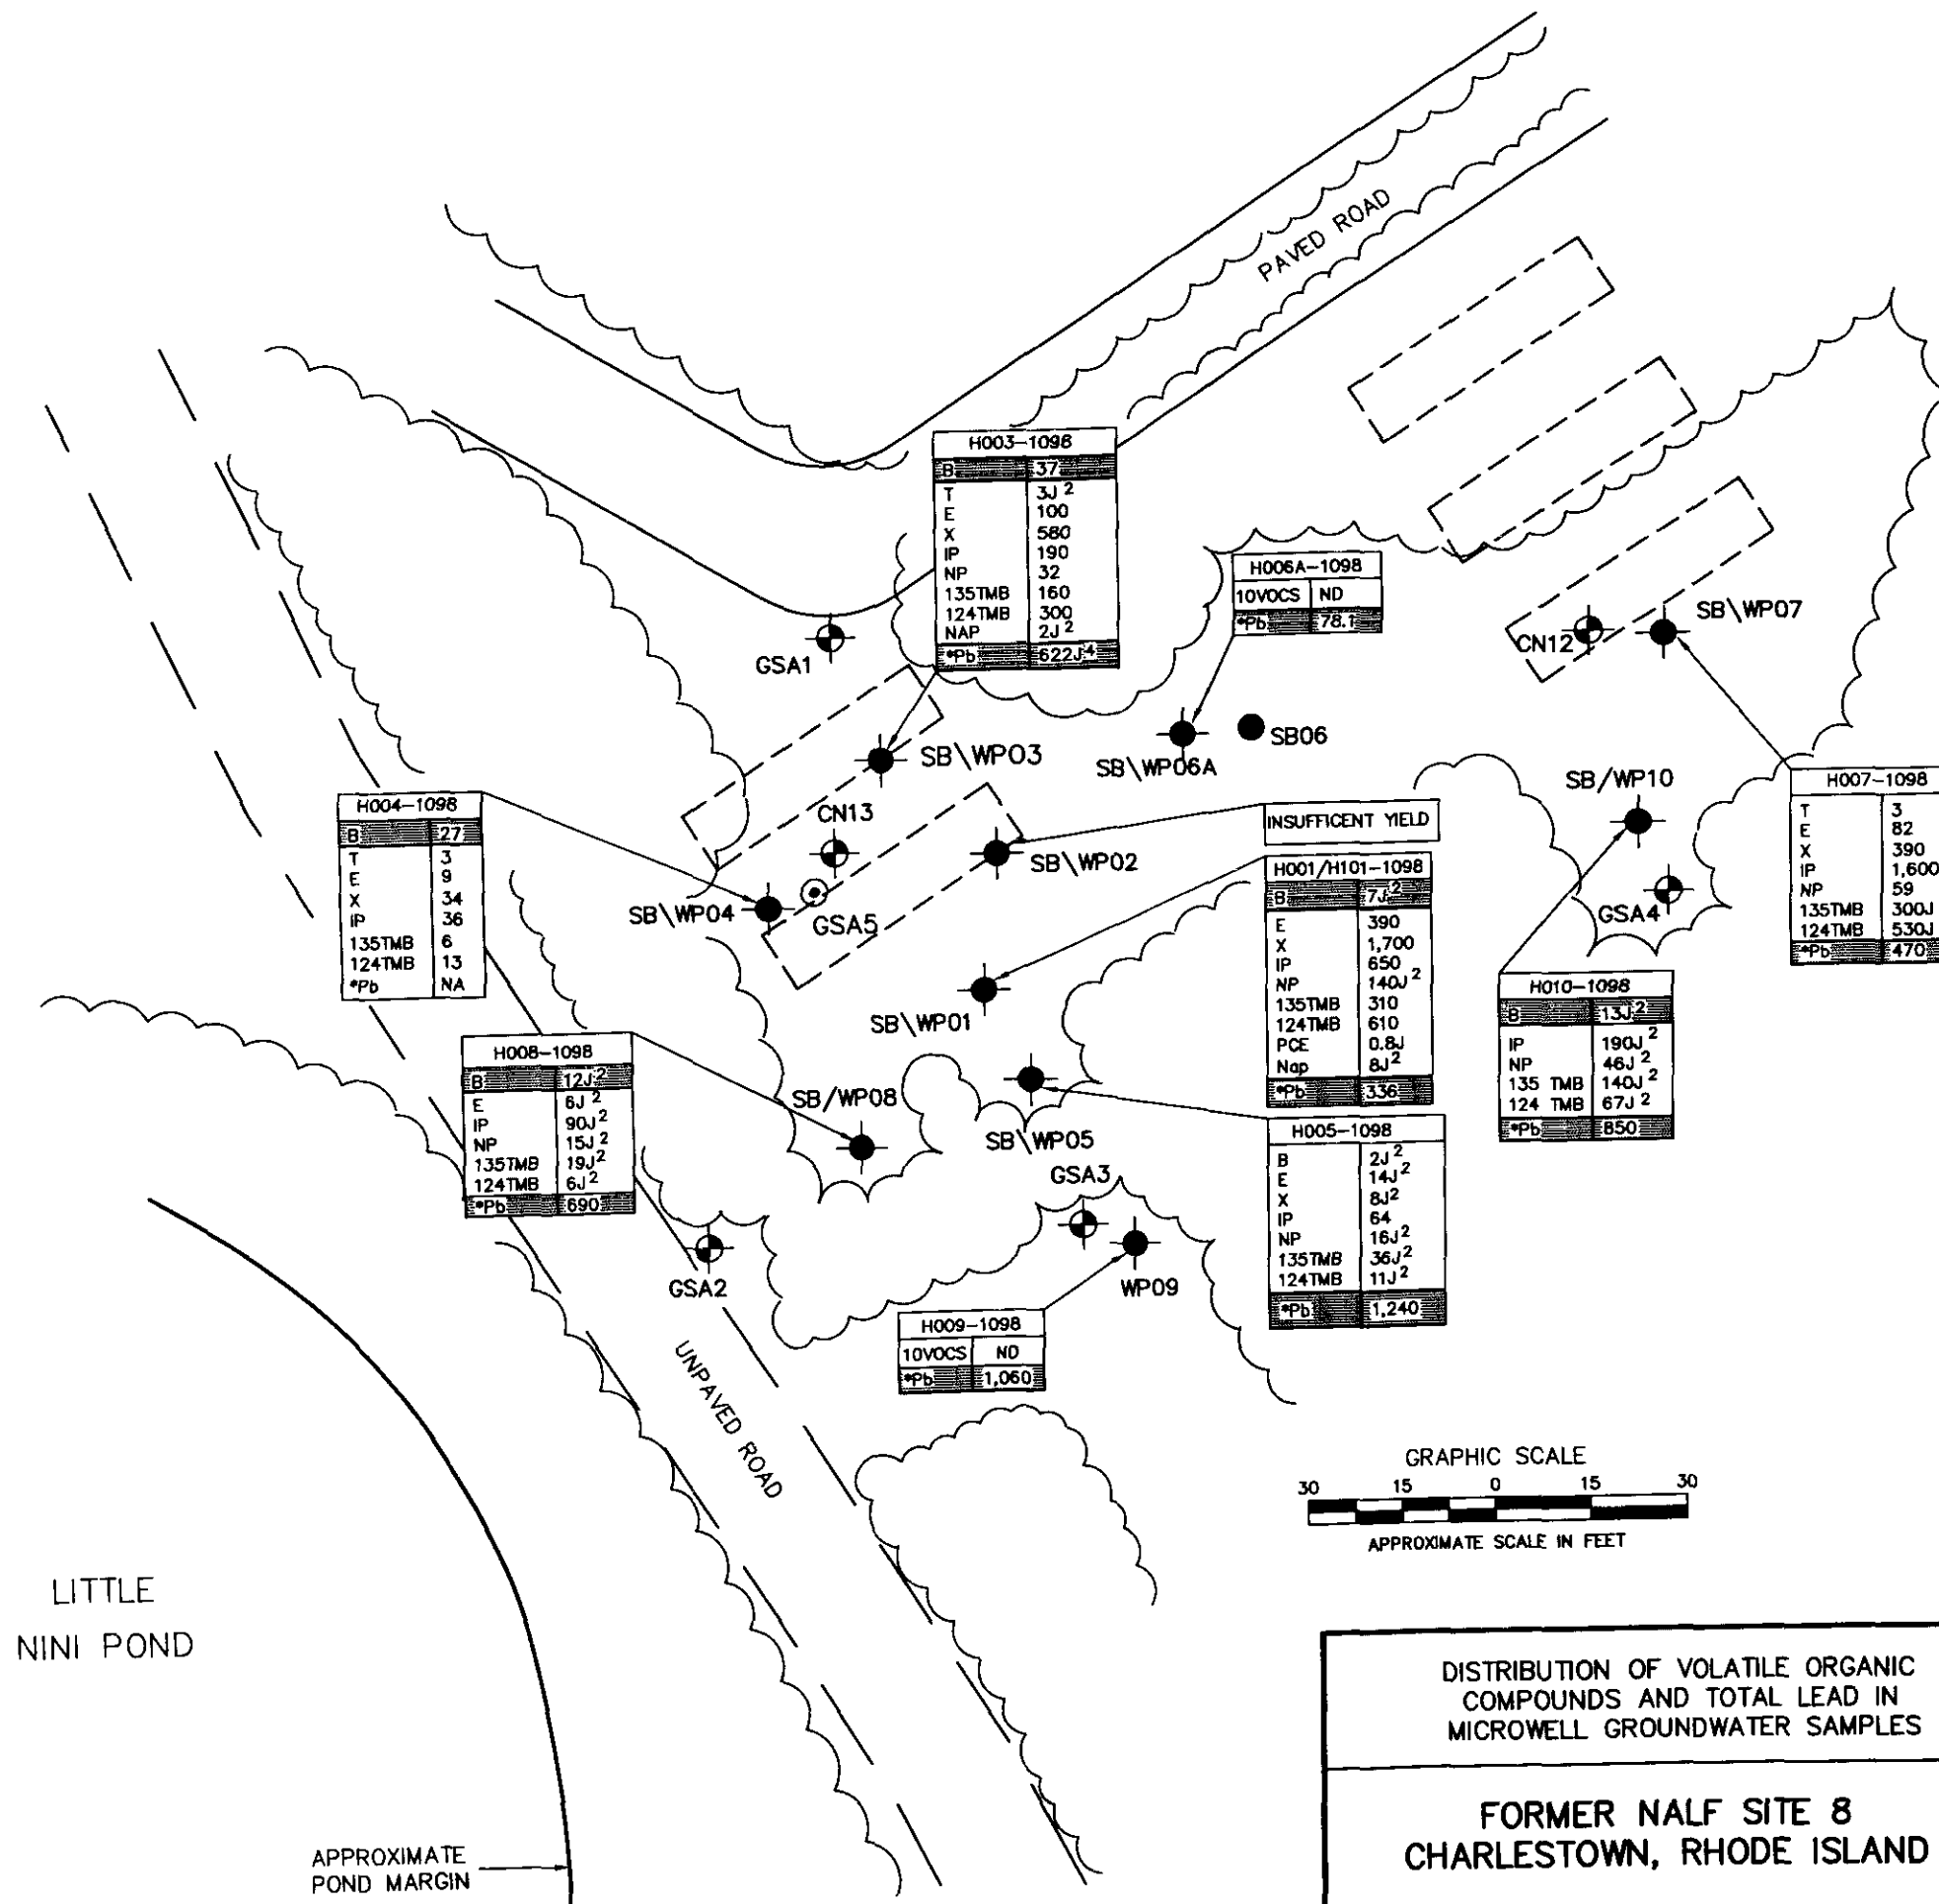 PAVED ROAD
H003-1098
B 37
T 3J 2
E 100
X 580
IP 190
NP 32
135TMB 160
124TMB 300
NAP 2J 2
*Pb 622J 4
H006A-1098
10VOCS ND
*Pb 78.1
SB\WP07
CN12
GSA1
SB\WP03
SB\WP06A
SB06
SB/WP10
H007-1098
T 3
E 82
X 390
IP 1,600
NP 59
135TMB 300J
124TMB 530J
*Pb 470
H004-1098
B 27
T 3
E 9
X 34
IP 36
135TMB 6
124TMB 13
*Pb NA
CN13
INSUFFICENT YIELD
SB\WP02
SB\WP04
GSA5
GSA4
H001/H101-1098
B 7J 2
E 390
X 1,700
IP 650
NP 140J 2
135TMB 310
124TMB 610
PCE 0.8J
Nap 8J 2
*Pb 336
SB\WP01
H010-1098
B 13J 2
IP 190J 2
NP 46J 2
135 TMB 140J 2
124 TMB 67J 2
*Pb 850
H008-1098
B 12J 2
E 6J 2
IP 90J 2
NP 15J 2
135TMB 19J 2
124TMB 6J 2
*Pb 690
SB/WP08
SB\WP05
H005-1098
B 2J 2
E 14J 2
X 8J 2
IP 64
NP 16J 2
135TMB 36J 2
124TMB 11J 2
*Pb 1,240
GSA3
GSA2
WP09
H009-1098
10VOCS ND
*Pb 1,060
UNPAVED ROAD
GRAPHIC SCALE
30 15 0 15 30
APPROXIMATE SCALE IN FEET
LITTLE
NINI POND
DISTRIBUTION OF VOLATILE ORGANIC
COMPOUNDS AND TOTAL LEAD IN
MICROWELL GROUNDWATER SAMPLES
FORMER NALF SITE 8
CHARLESTOWN, RHODE ISLAND
APPROXIMATE
POND MARGIN